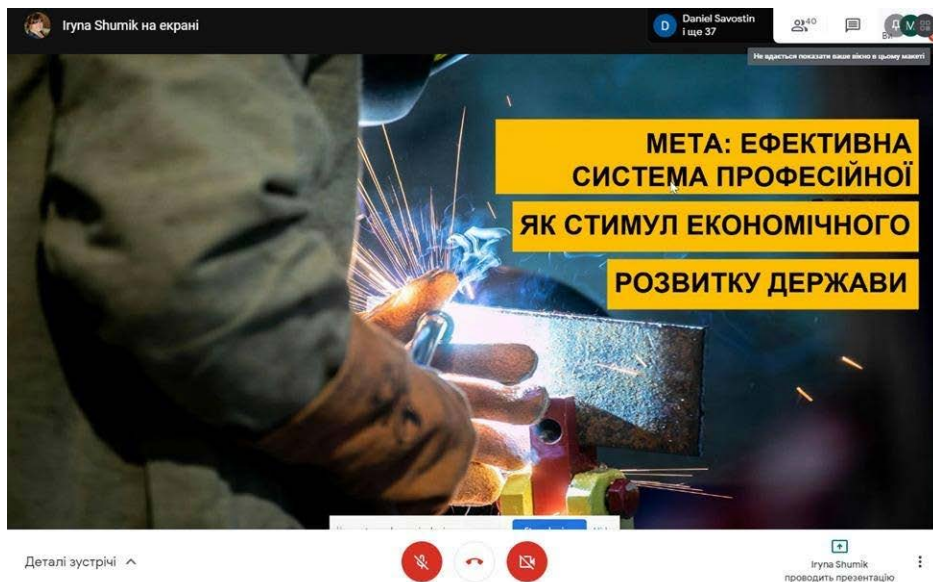 Iryna Shumik на екрані
D
Daniel Savostin
і ще 37
40
Ви
M
Не вдається показати ваше вікно в цьому макеті
МЕТА: ЕФЕКТИВНА
СИСТЕМА ПРОФЕСІЙНОЇ
ЯК СТИМУЛ ЕКОНОМІЧНОГО
РОЗВИТКУ ДЕРЖАВИ
Деталі зустрічі
Iryna Shumik
проводить презентацію